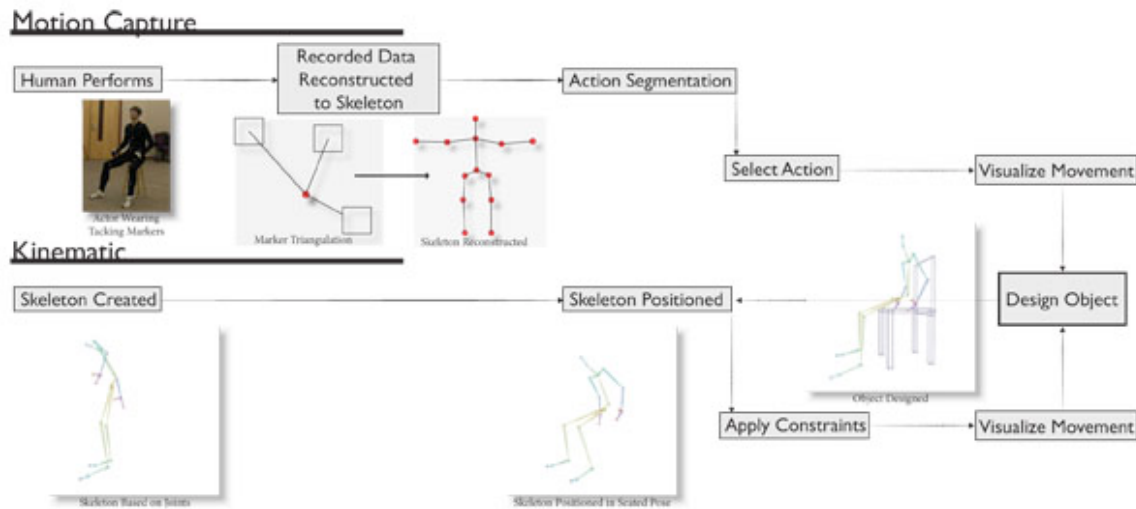 Motion Capture
Human Performs
Recorded Data
Reconstructed
to Skeleton
Action Segmentation
Select Action
Visualize Movement
Actor Wearing
Tacking Markers
Marker Triangulation
Skeleton Reconstructed
Kinematic
Skeleton Created
Skeleton Positioned
Design Object
Object Designed
Apply Constraints
Visualize Movement
Skeleton Based on Joints
Skeleton Positioned in Seated Pose